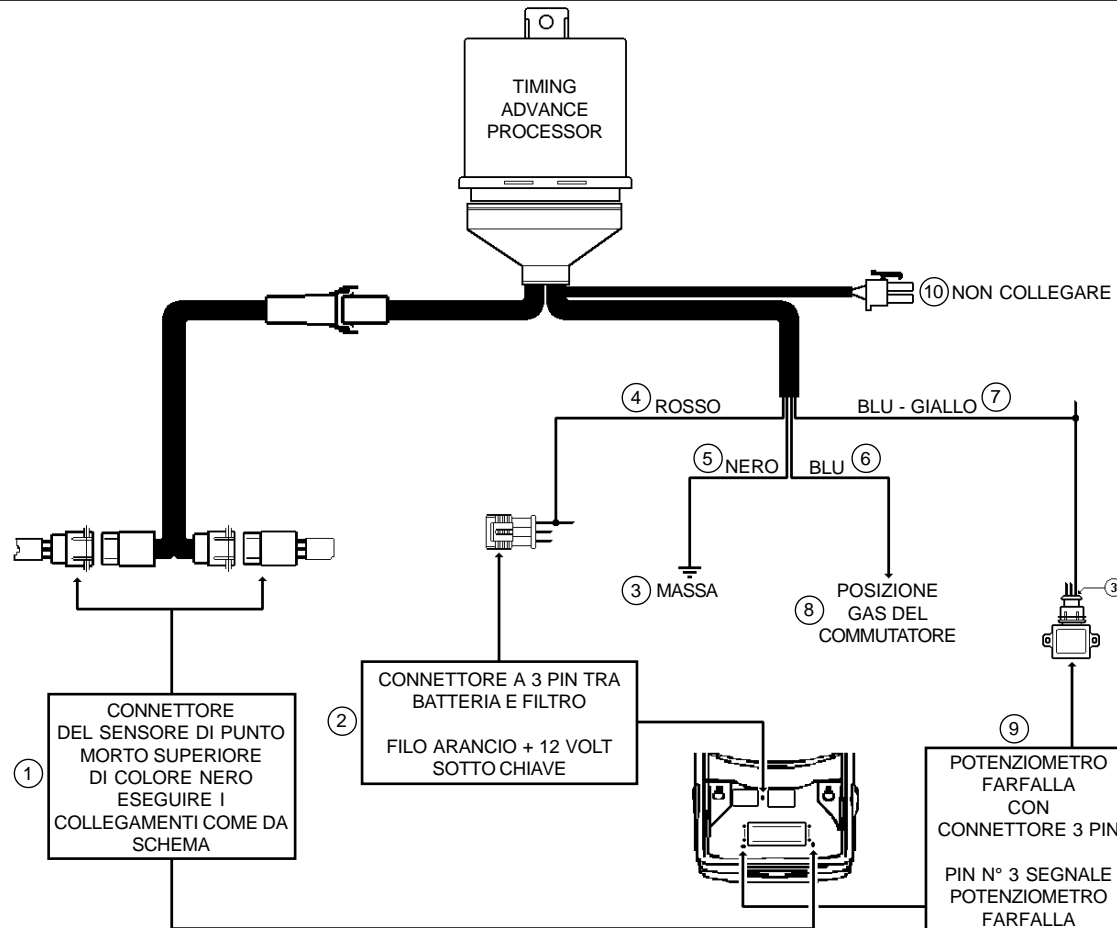 TIMING
ADVANCE
PROCESSOR
10 NON COLLEGARE
4 ROSSO
BLU - GIALLO 7
5 NERO
BLU 6
3 MASSA
8 POSIZIONE
GAS DEL
COMMUTATORE
3
1
CONNETTORE
DEL SENSORE DI PUNTO
MORTO SUPERIORE
DI COLORE NERO
ESEGUIRE I
COLLEGAMENTI COME DA
SCHEMA
2
CONNETTORE A 3 PIN TRA
BATTERIA E FILTRO
FILO ARANCIO + 12 VOLT
SOTTO CHIAVE
9
POTENZIOMETRO
FARFALLA
CON
CONNETTORE 3 PIN
PIN N° 3 SEGNALE
POTENZIOMETRO
FARFALLA